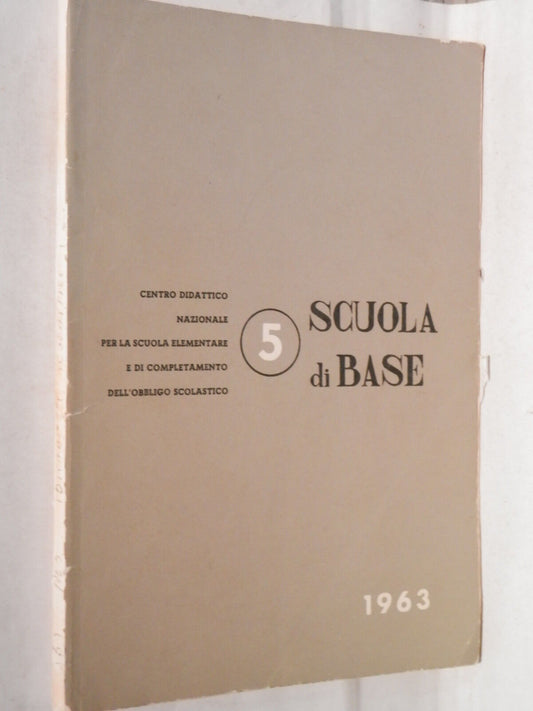 CENTRO DIDATTICO
NAZIONALE
PER LA SCUOLA ELEMENTARE
E DI COMPLETAMENTO
DELL'OBBLIGO SCOLASTICO
5
SCUOLA
di BASE
1963